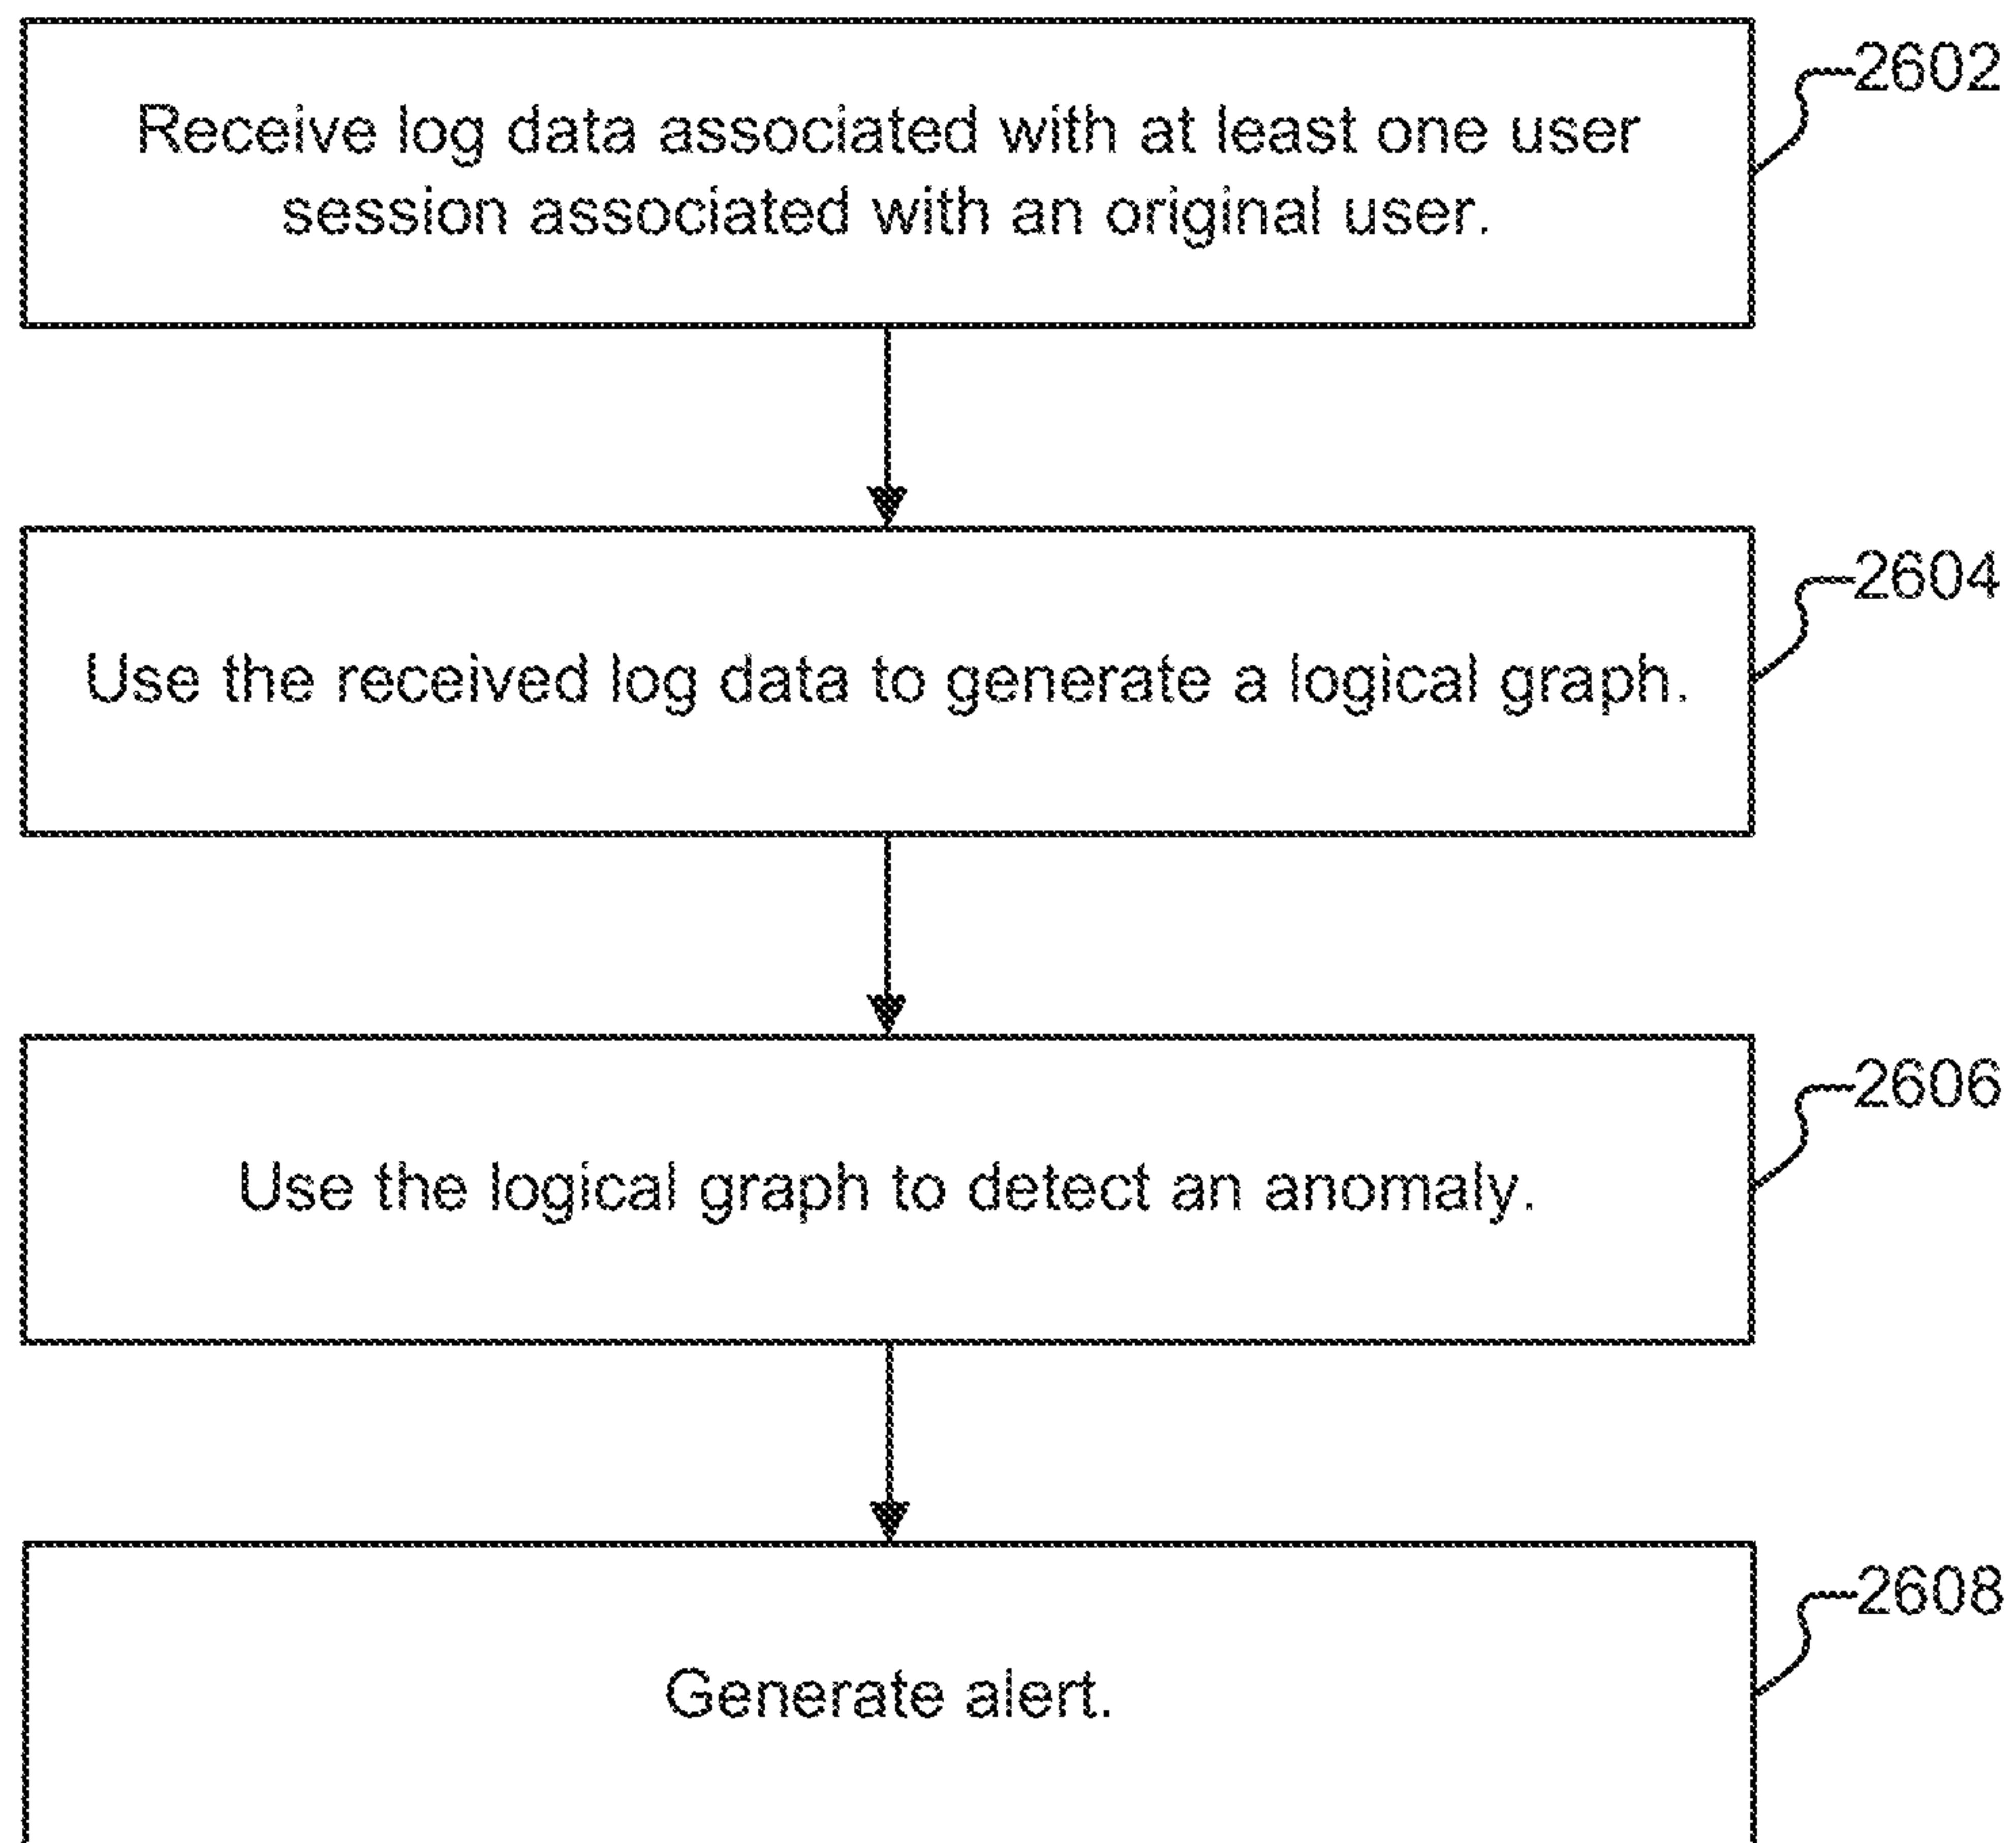 2602
Receive log data associated with at least one user
session associated with an original user.
2604
Use the received log data to generate a logical graph.
2606
Use the logical graph to detect an anomaly.
2608
Generate alert.